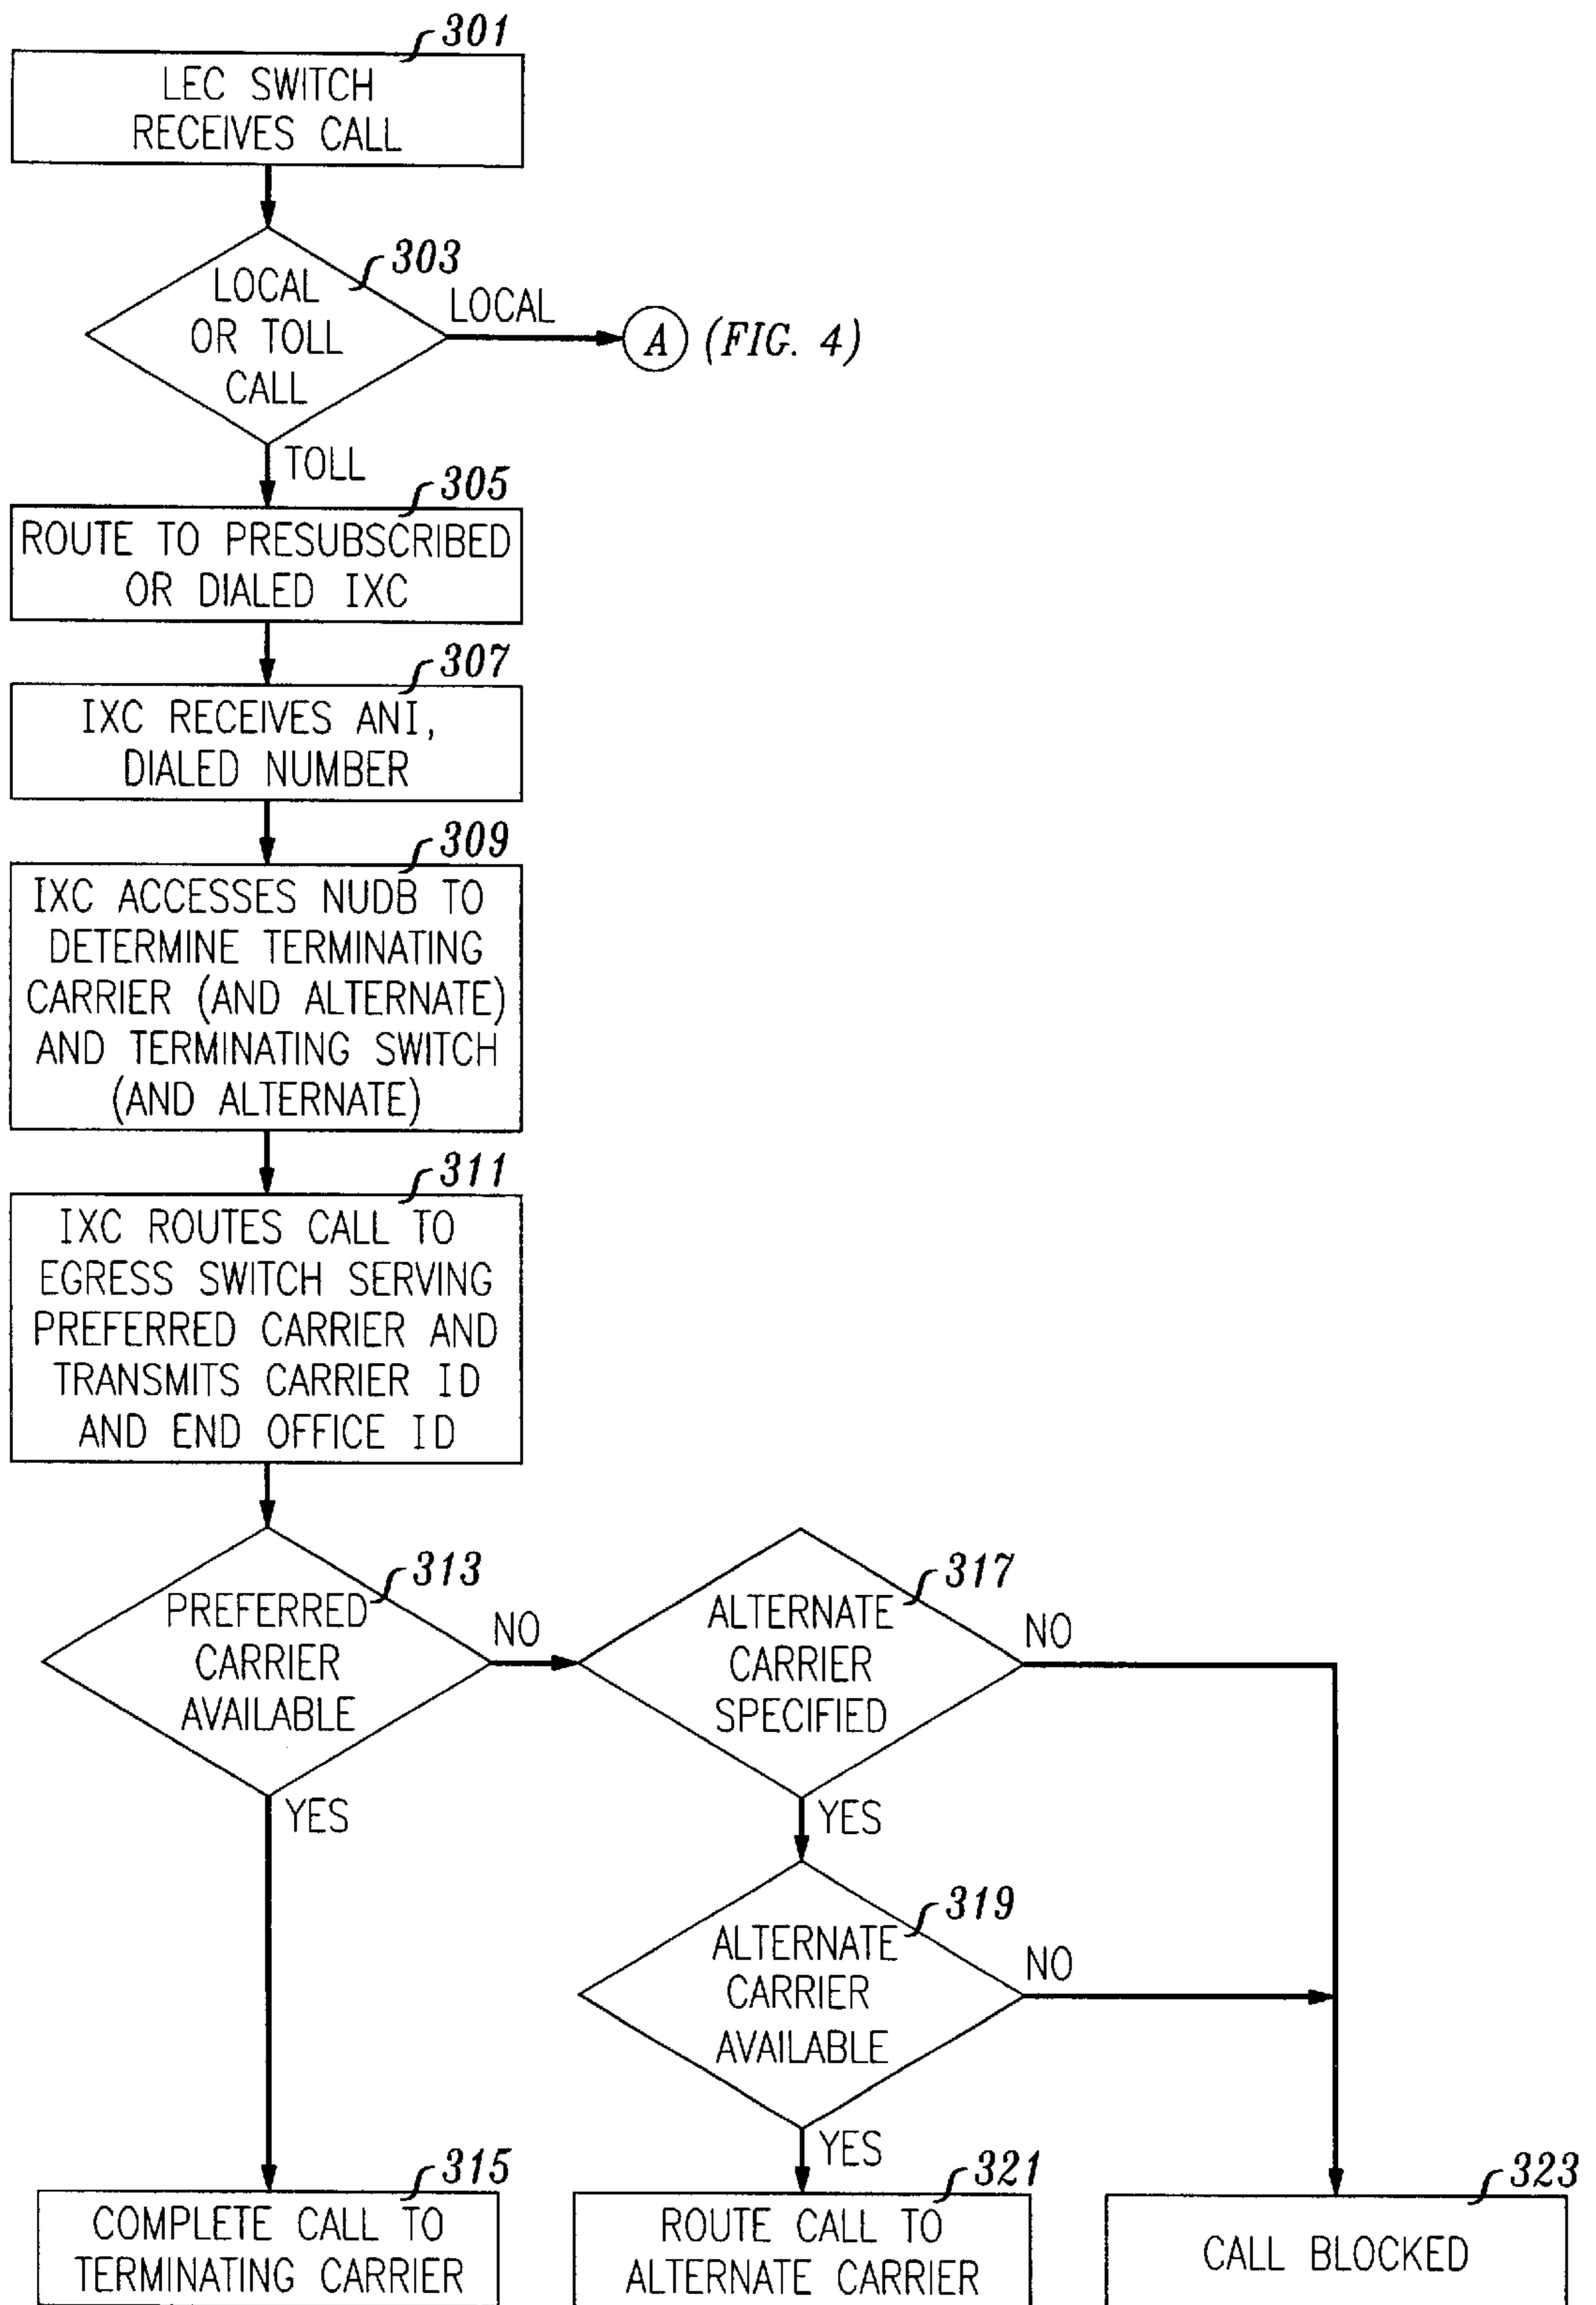 301
LEC SWITCH
RECEIVES CALL
303
LOCAL
OR TOLL
CALL
LOCAL
A (FIG. 4)
TOLL
305
ROUTE TO PRESUBSCRIBED
OR DIALED IXC
307
IXC RECEIVES ANI,
DIALED NUMBER
309
IXC ACCESSES NUDB TO
DETERMINE TERMINATING
CARRIER (AND ALTERNATE)
AND TERMINATING SWITCH
(AND ALTERNATE)
311
IXC ROUTES CALL TO
EGRESS SWITCH SERVING
PREFERRED CARRIER AND
TRANSMITS CARRIER ID
AND END OFFICE ID
313
PREFERRED
CARRIER
AVAILABLE
NO
YES
317
ALTERNATE
CARRIER
SPECIFIED
NO
YES
319
ALTERNATE
CARRIER
AVAILABLE
NO
YES
315
COMPLETE CALL TO
TERMINATING CARRIER
321
ROUTE CALL TO
ALTERNATE CARRIER
323
CALL BLOCKED